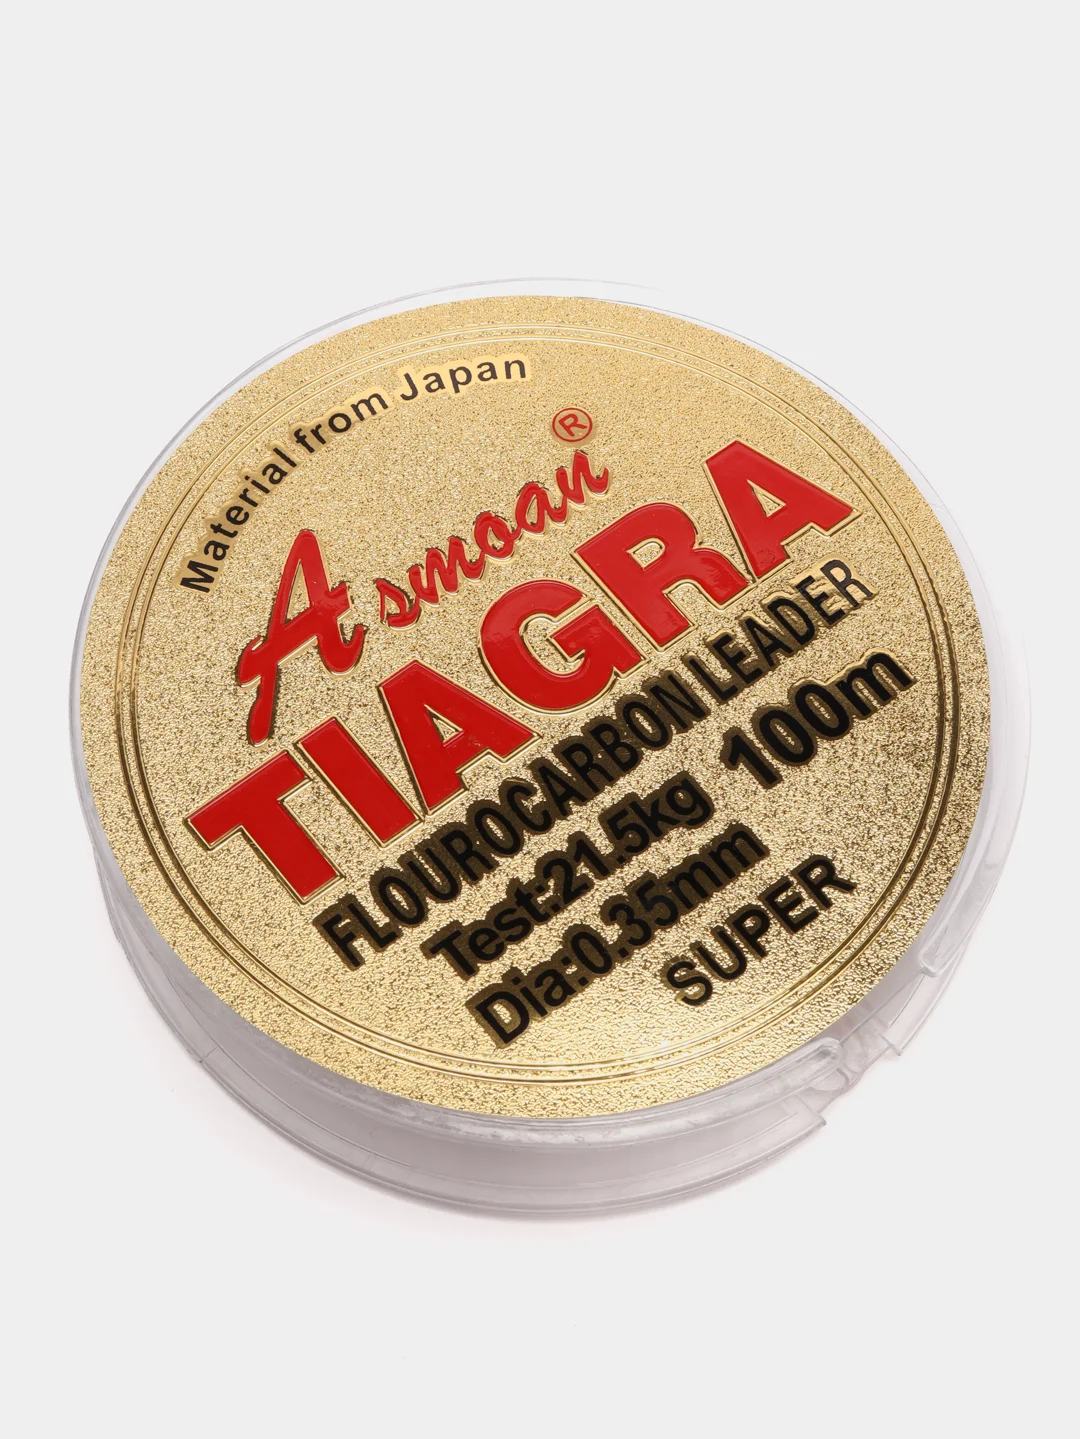 Material from Japan
Asmoan®
TIAGRA
FLOUROCARBON LEADER
Test:21.5kg 100m
Dia:0.35mm
SUPER